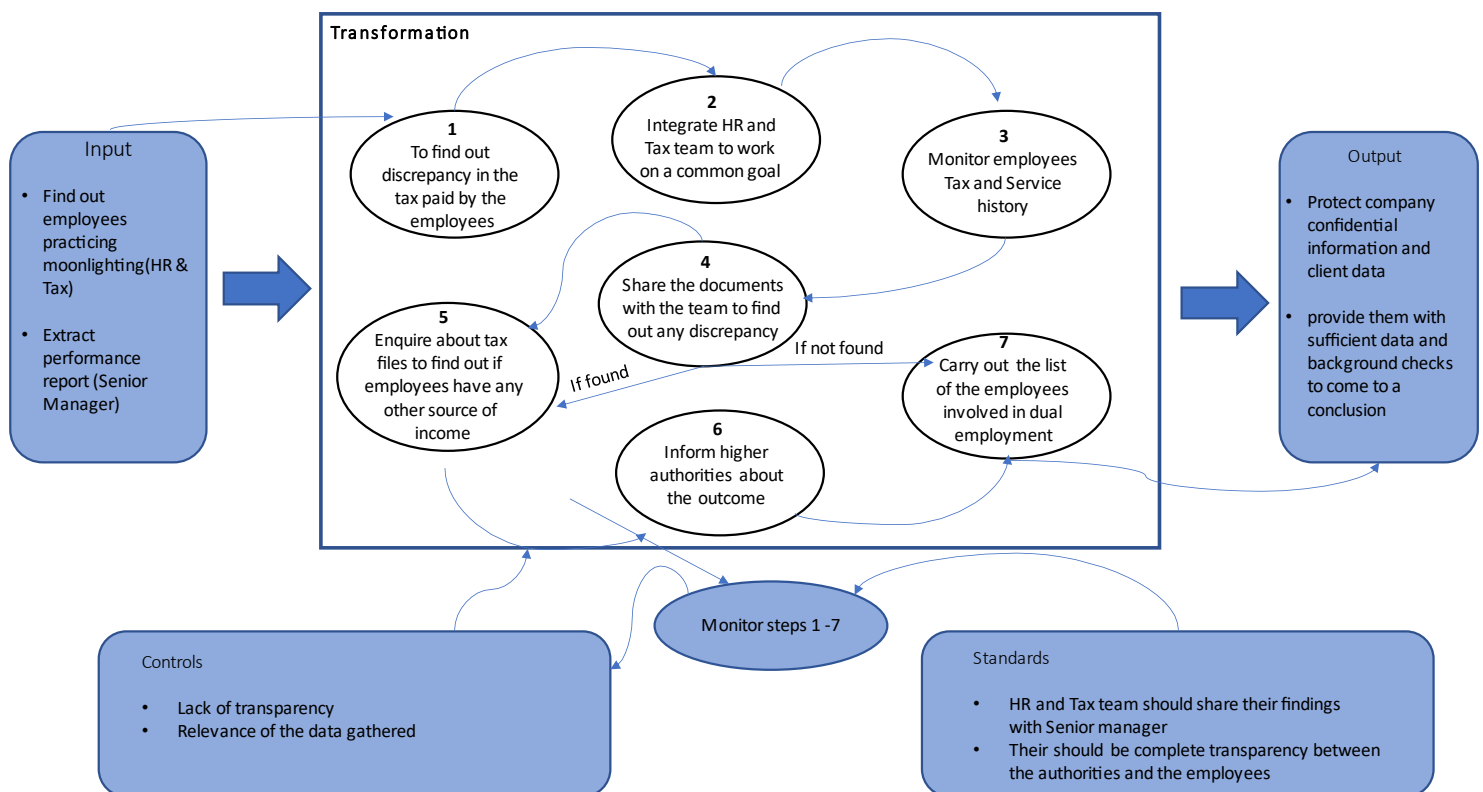 Transformation
Input
• Find out
employees
practicing
moonlighting(HR &
Tax)
• Extract
performance
report (Senior
Manager)
1
To find out
discrepancy in the
tax paid by the
employees
2
Integrate HR and
Tax team to work
on a common goal
3
Monitor employees
Tax and Service
history
4
Share the documents
with the team to find
out any discrepancy
5
Enquire about tax
files to find out if
employees have any
other source of
income
If found
If not found
6
Inform higher
authorities about
the outcome
7
Carry out the list
of the employees
involved in dual
employment
Output
• Protect company
confidential
information and
client data
• provide them with
sufficient data and
background checks
to come to a
conclusion
Monitor steps 1 -7
Controls
• Lack of transparency
• Relevance of the data gathered
Standards
• HR and Tax team should share their findings
with Senior manager
• Their should be complete transparency between
the authorities and the employees